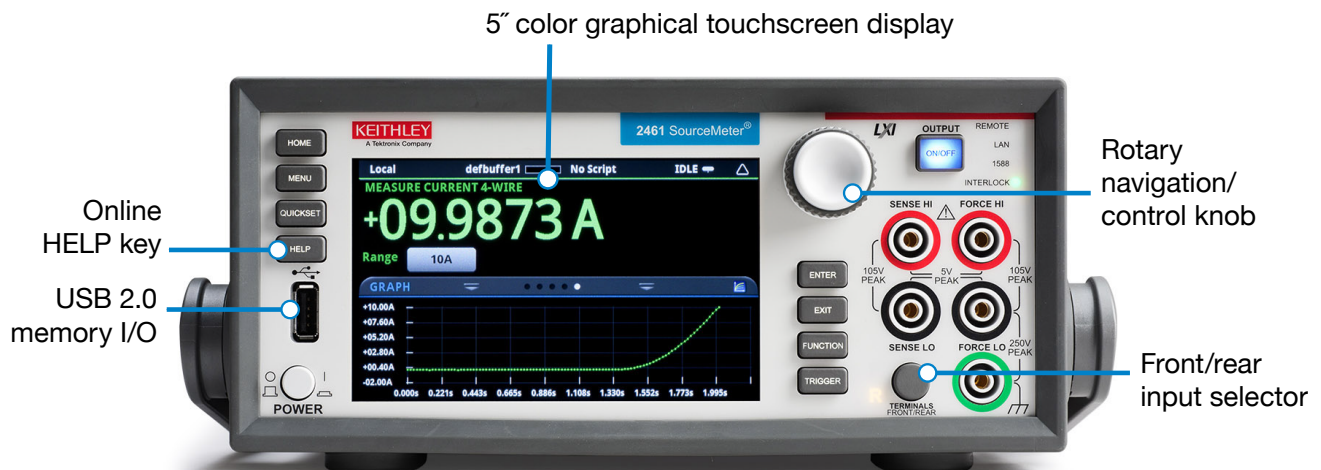 5″ color graphical touchscreen display
KEITHLEY
A Tektronix Company
2461 SourceMeter®
LXI
OUTPUT
ON/OFF
REMOTE
LAN
1588
INTERLOCK
HOME
MENU
QUICKSET
HELP
Online
HELP key
USB 2.0
memory I/O
POWER
Local defbuffer1 No Script IDLE
MEASURE CURRENT 4-WIRE
+09.9873 A
Range 10A
GRAPH
+10.00A
+07.60A
+05.20A
+02.80A
+00.40A
-02.00A
0.000s 0.221s 0.443s 0.665s 0.886s 1.108s 1.330s 1.552s 1.773s 1.995s
ENTER
EXIT
FUNCTION
TRIGGER
SENSE HI FORCE HI
105V
PEAK
5V
PEAK
105V
PEAK
SENSE LO FORCE LO
250V
PEAK
R
TERMINALS
FRONT/REAR
Rotary
navigation/
control knob
Front/rear
input selector